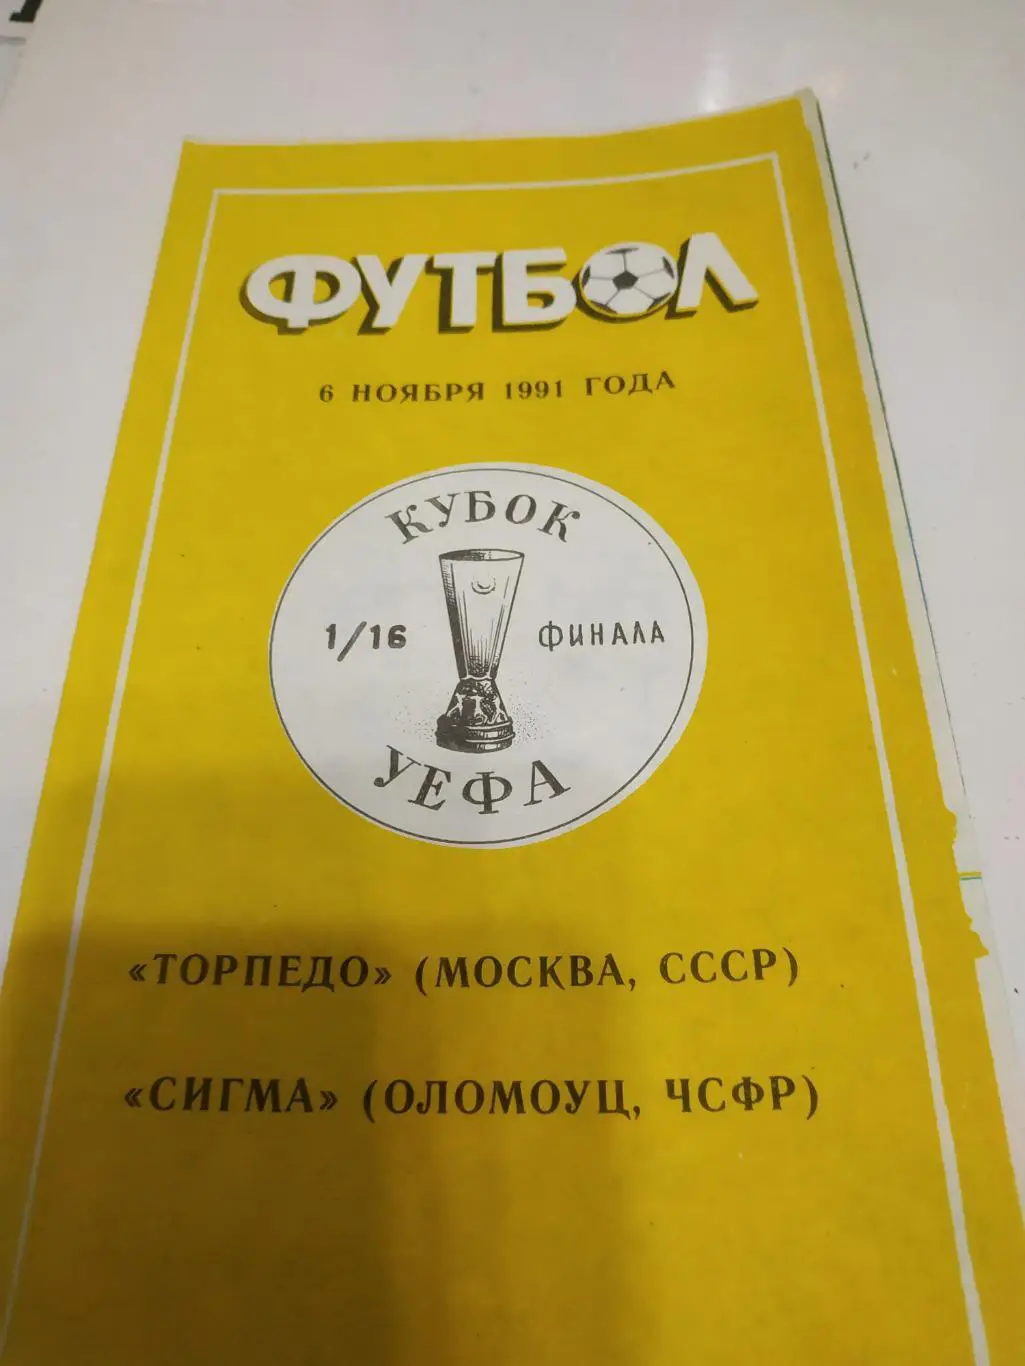 ФУТБОЛ
6 НОЯБРЯ 1991 ГОДА
КУБОК
1/16 ФИНАЛА
УЕФА
«ТОРПЕДО» (МОСКВА, СССР)
«СИГМА» (ОЛОМОУЦ, ЧСФР)